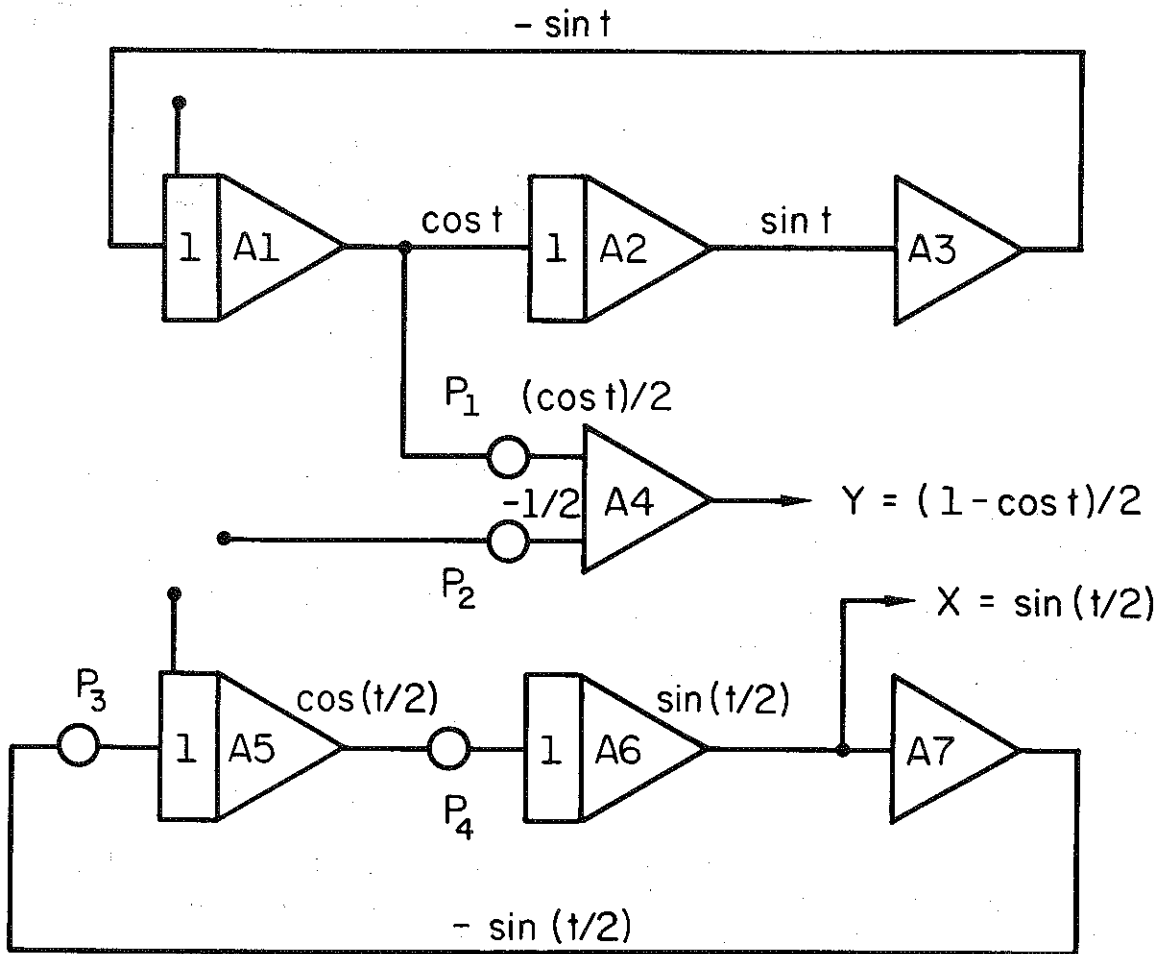 - sin t
1 A1
cos t
1 A2
sin t
A3
P₁ (cos t)/2
-1/2
A4
Y = (1 - cos t)/2
P₂
X = sin (t/2)
P₃
1 A5
cos (t/2)
P₄
1 A6
sin (t/2)
A7
- sin (t/2)